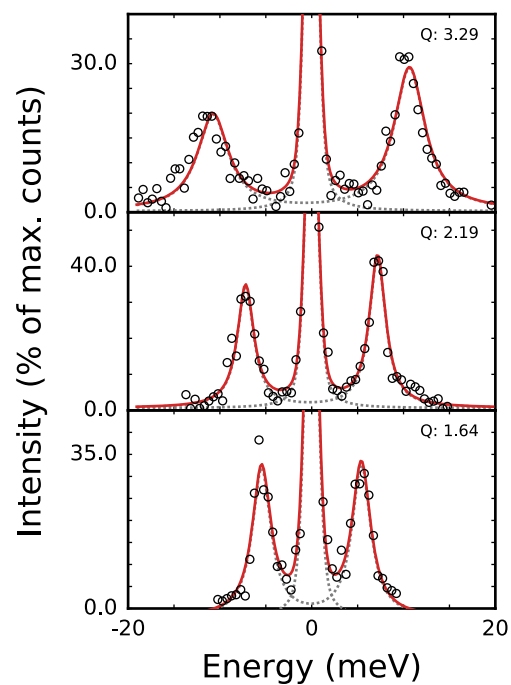 Intensity (% of max. counts)
Q: 3.29
30.0
0.0
Q: 2.19
40.0
0.0
Q: 1.64
35.0
0.0
-20 0 20
Energy (meV)